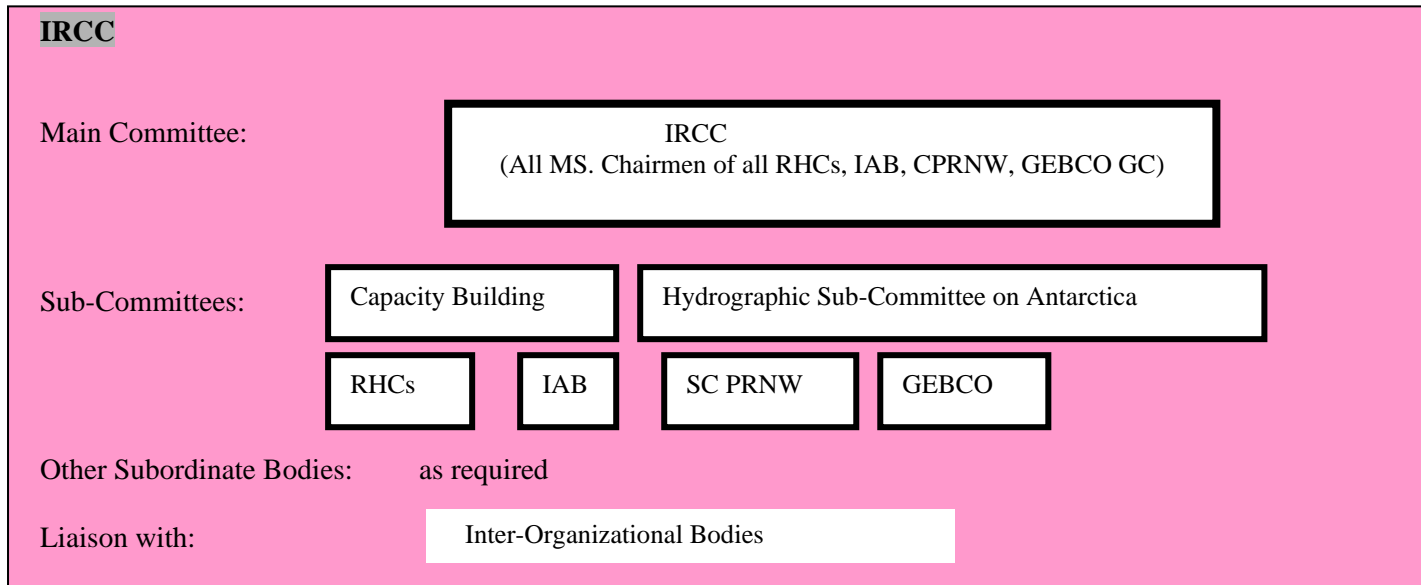 IRCC
Main Committee:
IRCC
(All MS. Chairmen of all RHCs, IAB, CPRNW, GEBCO GC)
Sub-Committees:
Capacity Building
Hydrographic Sub-Committee on Antarctica
RHCs
IAB
SC PRNW
GEBCO
Other Subordinate Bodies: as required
Liaison with:
Inter-Organizational Bodies